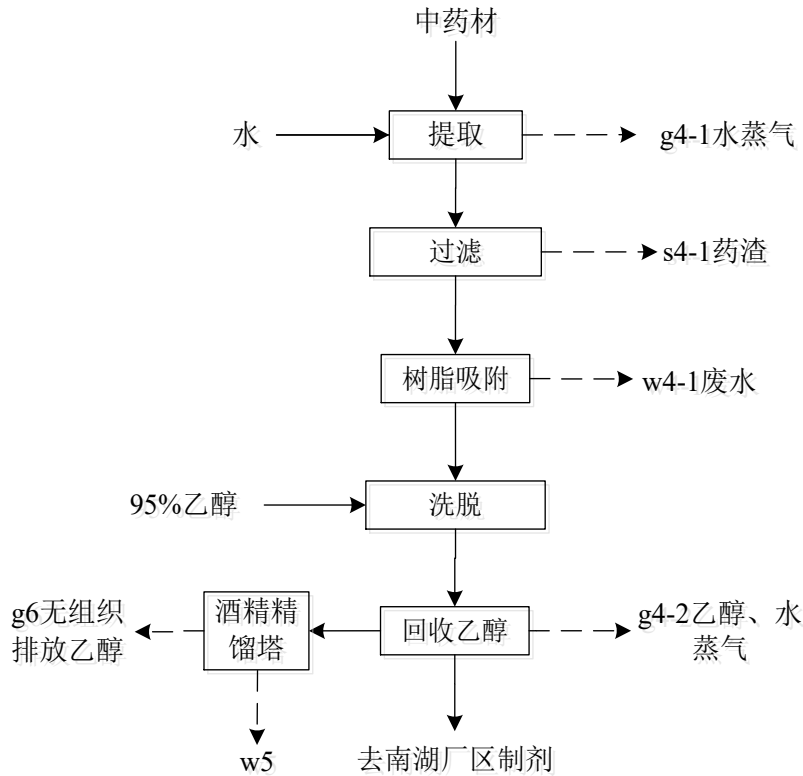 中药材
水
提取
g4-1水蒸气
过滤
s4-1药渣
树脂吸附
w4-1废水
95%乙醇
洗脱
g6无组织
排放乙醇
酒精精
馏塔
回收乙醇
g4-2乙醇、水
蒸气
w5
去南湖厂区制剂